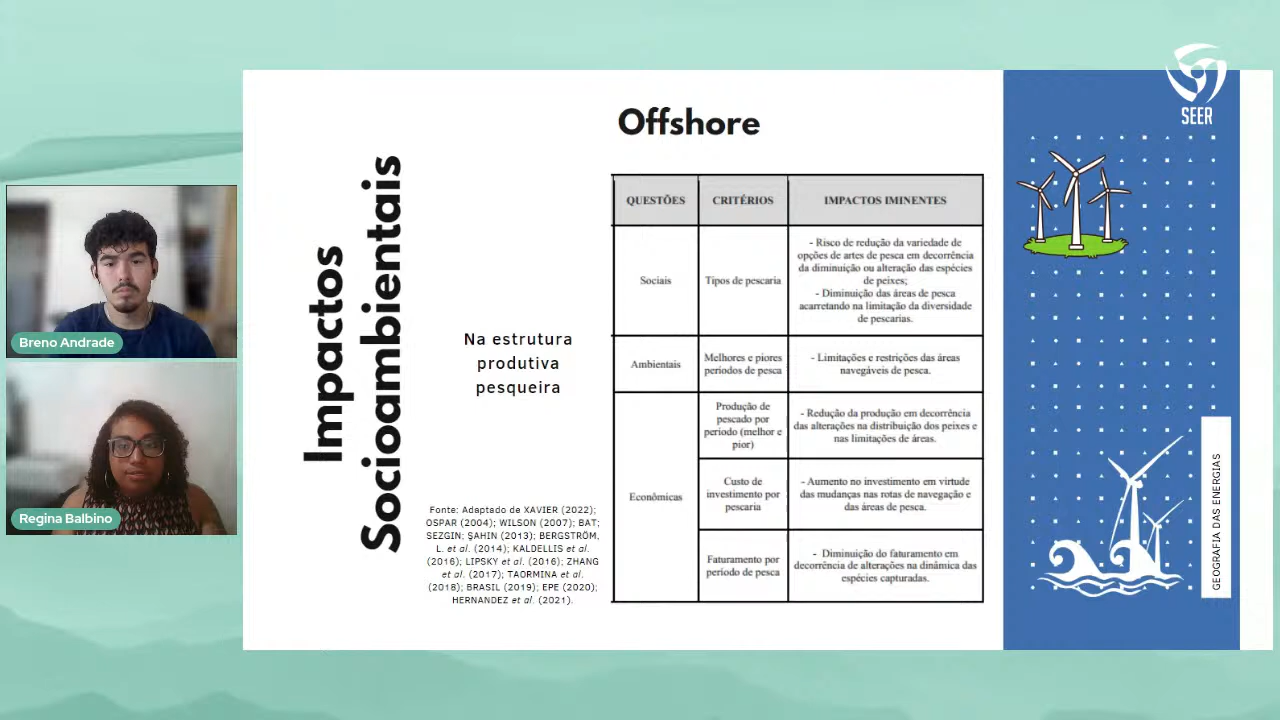 SEER
Offshore
Impactos
Socioambientais
Na estrutura
produtiva
pesqueira
Fonte: Adaptado de XAVIER (2022);
OSPAR (2004); WILSON (2007); BAT;
SEZGIN; ŞAHIN (2013); BERGSTRÖM,
L. et al. (2014); KALDELLIS et al.
(2016); LIPSKY et al. (2016); ZHANG
et al. (2017); TAORMINA et al.
(2018); BRASIL (2019); EPE (2020);
HERNANDEZ et al. (2021).
QUESTÕES CRITÉRIOS IMPACTOS IMINENTES
Sociais
Tipos de pescaria
- Risco de redução da variedade de
opções de artes de pesca em decorrência
da diminuição ou alteração das espécies
de peixes;
- Diminuição das áreas de pesca
acarretando na limitação da diversidade
de pescarias.
Ambientais
Melhores e piores
períodos de pesca
- Limitações e restrições das áreas
navegáveis de pesca.
Econômicas
Produção de
pescado por
período (melhor e
pior)
- Redução da produção em decorrência
das alterações na distribuição dos peixes e
nas limitações de áreas.
Custo de
investimento por
pescaria
- Aumento no investimento em virtude
das mudanças nas rotas de navegação e
das áreas de pesca.
Faturamento por
período de pesca
- Diminuição do faturamento em
decorrência de alterações na dinâmica das
espécies capturadas.
GEOGRAFIA DAS ENERGIAS
Breno Andrade
Regina Balbino